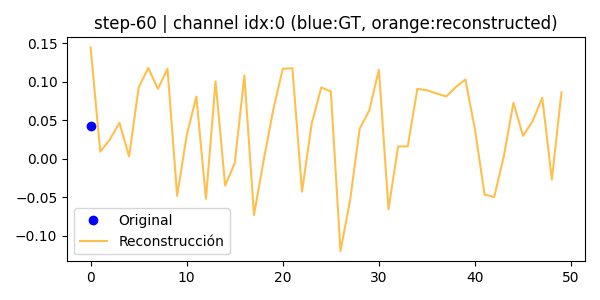 step-60 | channel idx:0 (blue:GT, orange:reconstructed)
0.15
0.10
0.05
0.00
−0.05
−0.10
Original
Reconstrucción
0 10 20 30 40 50